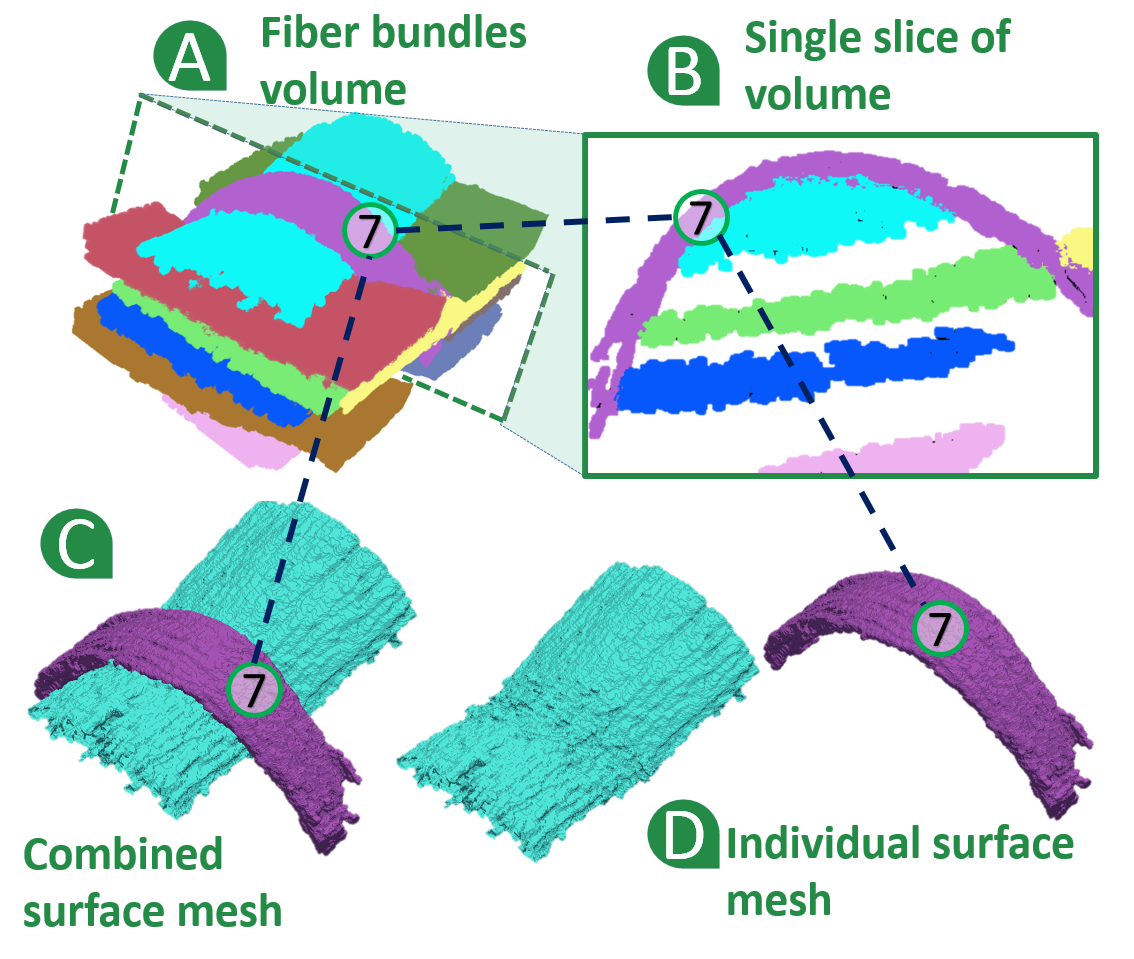 A
Fiber bundles
volume
B
Single slice of
volume
7
7
C
7
7
Combined
surface mesh
D
Individual surface
mesh